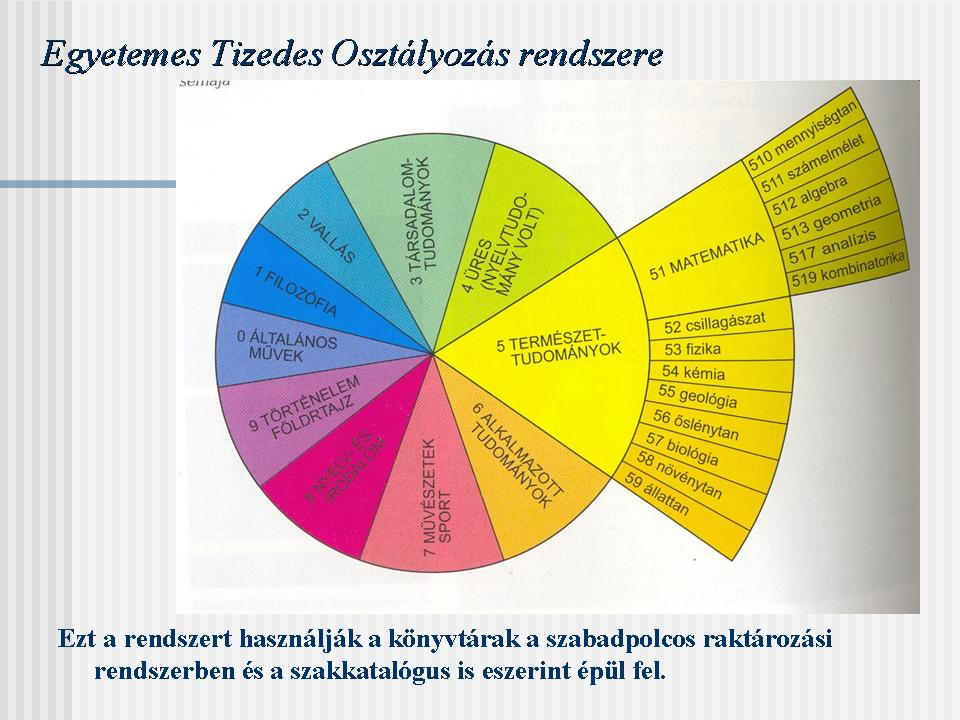 Egyetemes Tizedes Osztályozás rendszere
sémája
0 ÁLTALÁNOS
MŰVEK
1 FILOZÓFIA
2 VALLÁS
3 TÁRSADALOM-
TUDOMÁNYOK
4 ÜRES
(NYELVTUDO-
MÁNY VOLT)
5 TERMÉSZET-
TUDOMÁNYOK
51 MATEMATIKA
510 mennyiségtan
511 számelmélet
512 algebra
513 geometria
517 analízis
519 kombinatorika
52 csillagászat
53 fizika
54 kémia
55 geológia
56 őslénytan
57 biológia
58 növénytan
59 állattan
6 ALKALMAZOTT
TUDOMÁNYOK
7 MŰVÉSZETEK
SPORT
8 NYELV- ÉS
IRODALOM
9 TÖRTÉNELEM
FÖLDRTAJZ
Ezt a rendszert használják a könyvtárak a szabadpolcos raktározási
rendszerben és a szakkatalógus is eszerint épül fel.